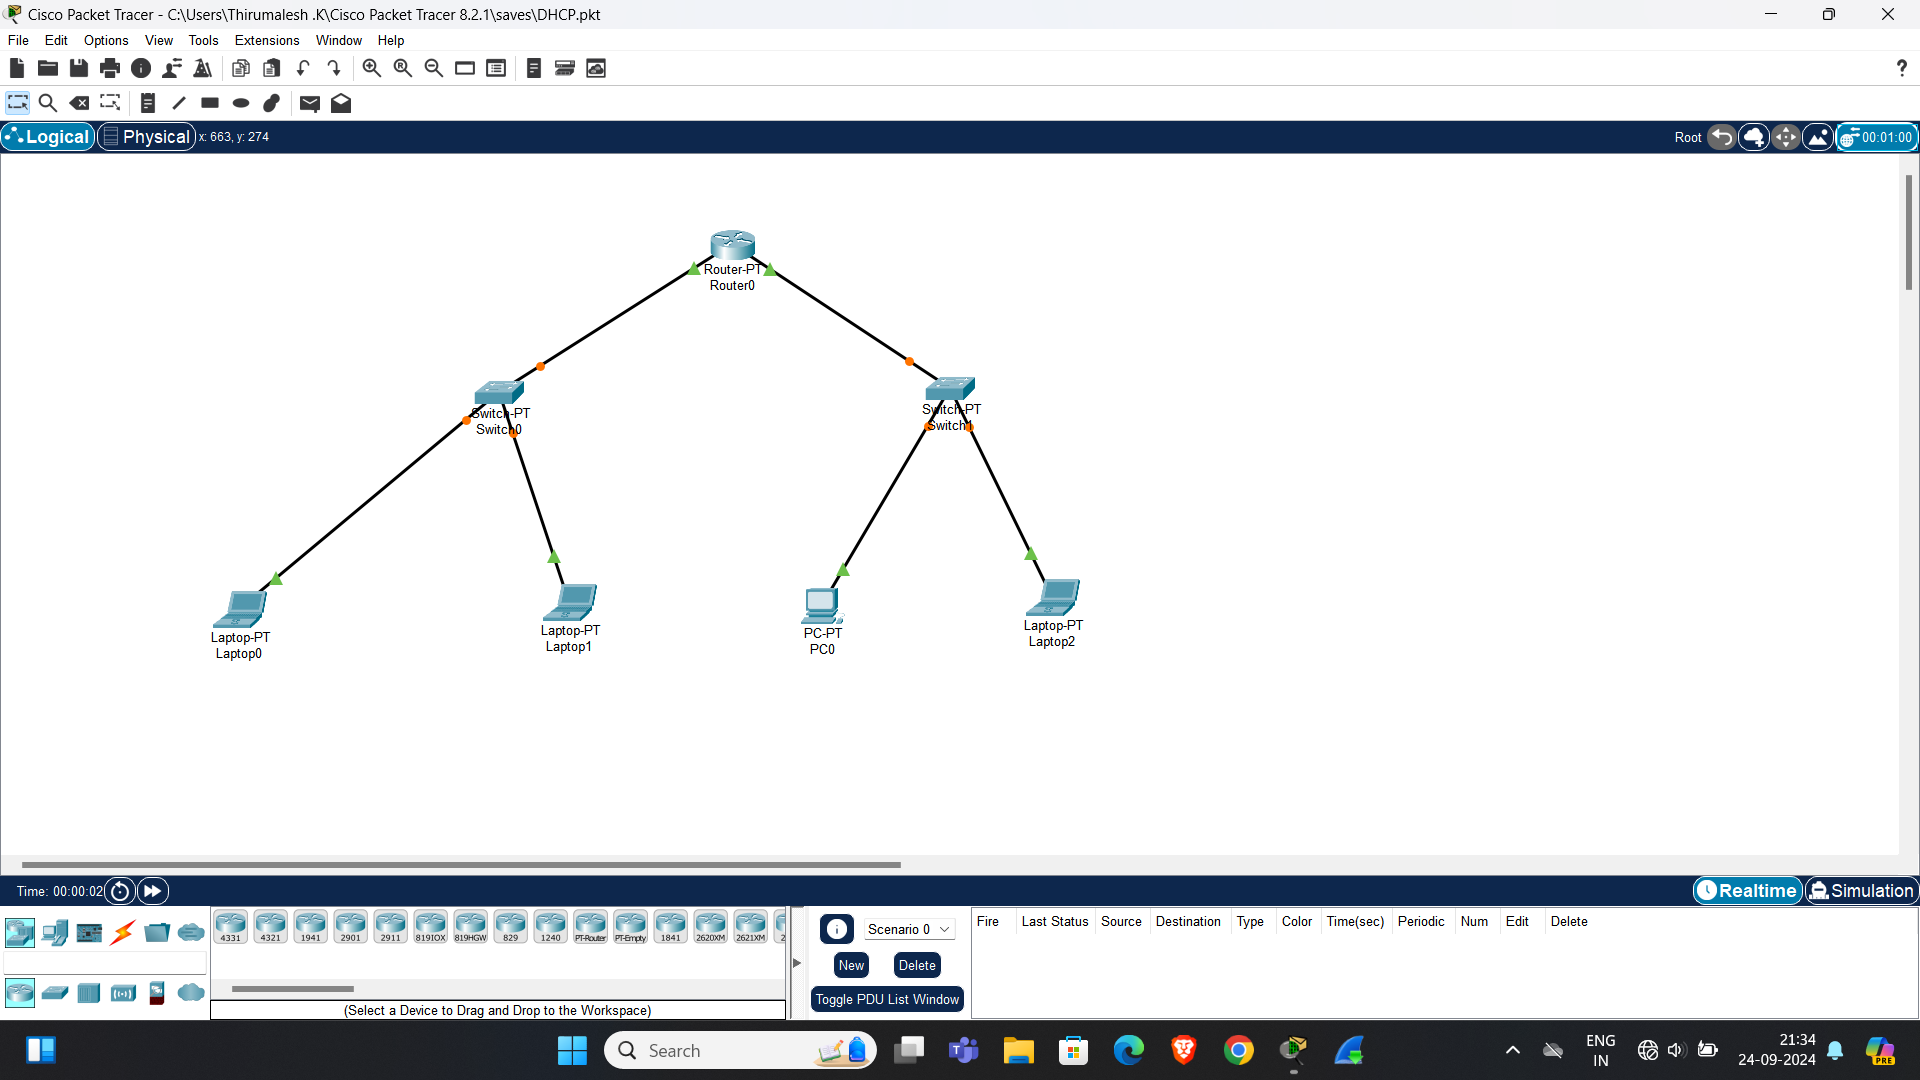 Cisco Packet Tracer - C:\Users\Thirumalesh .K\Cisco Packet Tracer 8.2.1\saves\DHCP.pkt
File Edit Options View Tools Extensions Window Help
?
Logical Physical x: 663, y: 274 Root 00:01:00
Router-PT
Router0
Switch-PT
Switch0
Switch-PT
Switch1
Laptop-PT
Laptop0
Laptop-PT
Laptop1
PC-PT
PC0
Laptop-PT
Laptop2
Time: 00:00:02 Realtime Simulation
4331 4321 1941 2901 2911 819IOX 819HGW 829 1240 PT-Router PT-Empty 1841 2620XM 2621XM 2
(Select a Device to Drag and Drop to the Workspace)
Scenario 0
New Delete
Toggle PDU List Window
Fire Last Status Source Destination Type Color Time(sec) Periodic Num Edit Delete
Search
ENG
IN
21:34
24-09-2024
PRE